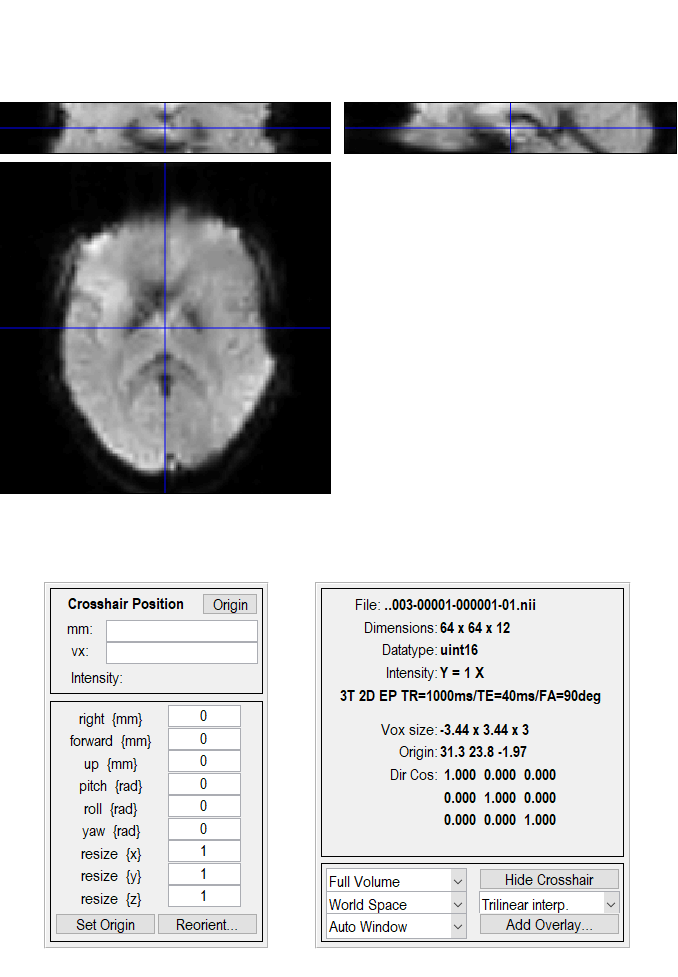 Crosshair Position Origin
mm:
vx:
Intensity:
right {mm} 0
forward {mm} 0
up {mm} 0
pitch {rad} 0
roll {rad} 0
yaw {rad} 0
resize {x} 1
resize {y} 1
resize {z} 1
Set Origin Reorient...
File: ..003-00001-000001-01.nii
Dimensions: 64 x 64 x 12
Datatype: uint16
Intensity: Y = 1 X
3T 2D EP TR=1000ms/TE=40ms/FA=90deg
Vox size: -3.44 x 3.44 x 3
Origin: 31.3 23.8 -1.97
Dir Cos: 1.000 0.000 0.000
0.000 1.000 0.000
0.000 0.000 1.000
Full Volume Hide Crosshair
World Space Trilinear interp.
Auto Window Add Overlay...